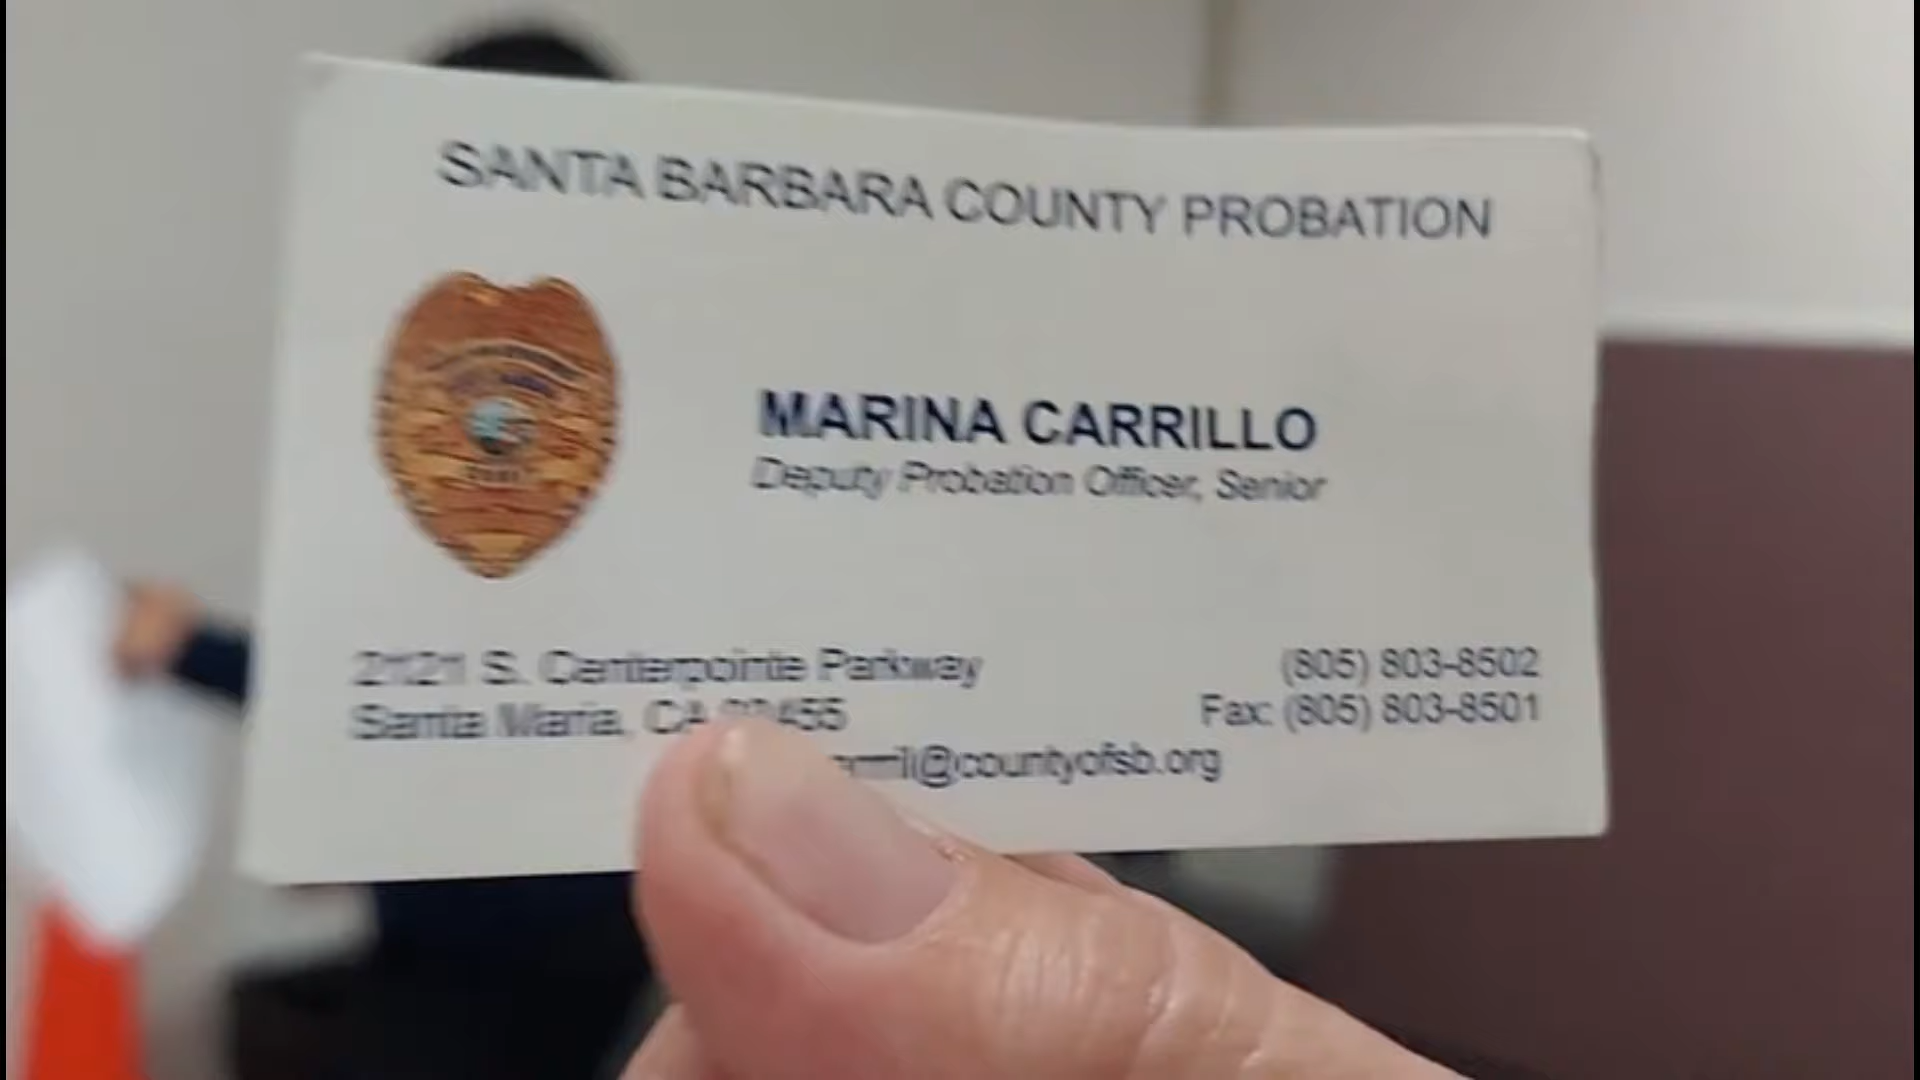 SANTA BARBARA COUNTY PROBATION
MARINA CARRILLO
Deputy Probation Officer, Senior
2121 S. Centerpointe Parkway
Santa Maria, CA
(805) 803-8502
Fax: (805) 803-8501
@countyofsb.org